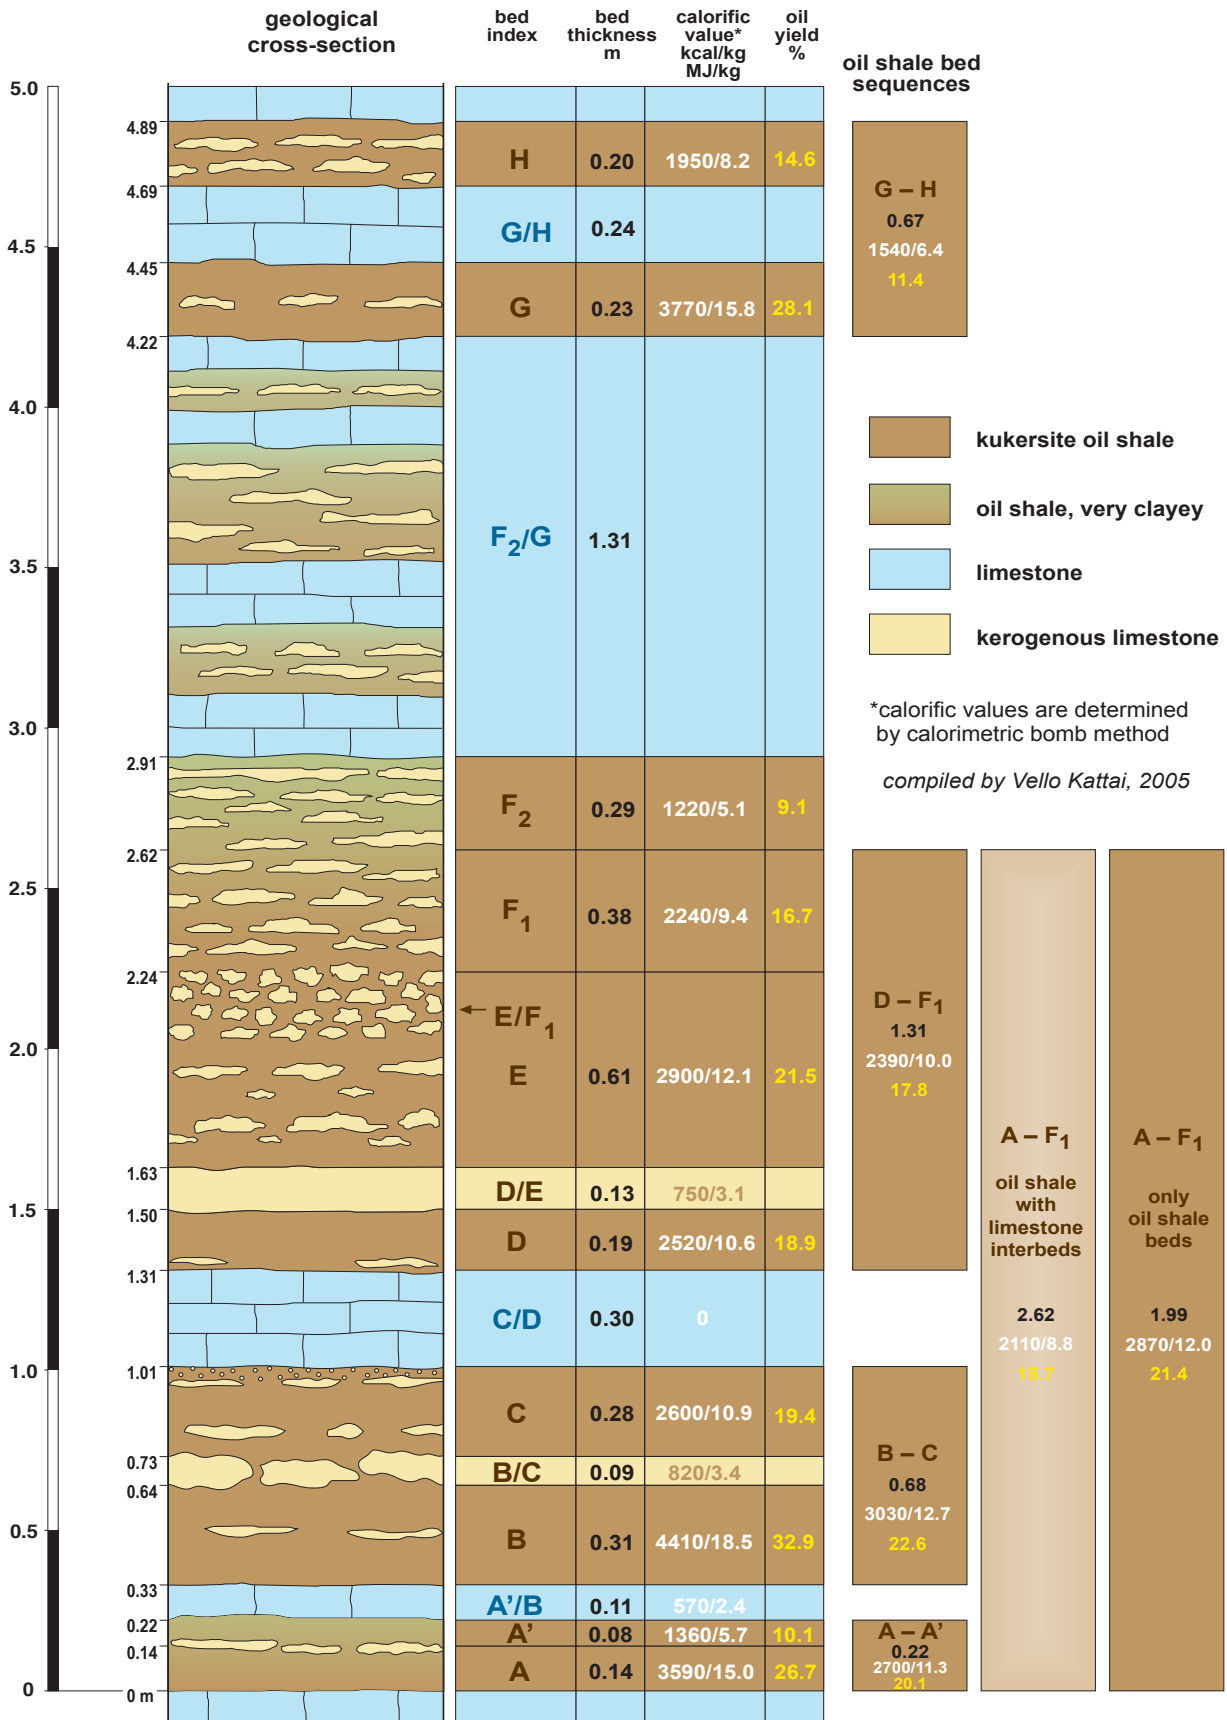 geological
cross-section
bed
index
bed
thickness
m
calorific
value*
kcal/kg
MJ/kg
oil
yield
%
oil shale bed
sequences
5.0
4.5
4.0
3.5
3.0
2.5
2.0
1.5
1.0
0.5
0
4.89
4.69
4.45
4.22
2.91
2.62
2.24
1.63
1.50
1.31
1.01
0.73
0.64
0.33
0.22
0.14
0 m
H 0.20 1950/8.2 14.6
G/H 0.24
G 0.23 3770/15.8 28.1
F2/G 1.31
F2 0.29 1220/5.1 9.1
F1 0.38 2240/9.4 16.7
E/F1
E 0.61 2900/12.1 21.5
D/E 0.13 750/3.1
D 0.19 2520/10.6 18.9
C/D 0.30 0
C 0.28 2600/10.9 19.4
B/C 0.09 820/3.4
B 0.31 4410/18.5 32.9
A'/B 0.11 570/2.4
A' 0.08 1360/5.7 10.1
A 0.14 3590/15.0 26.7
G – H
0.67
1540/6.4
11.4
kukersite oil shale
oil shale, very clayey
limestone
kerogenous limestone
*calorific values are determined
by calorimetric bomb method
compiled by Vello Kattai, 2005
D – F1
1.31
2390/10.0
17.8
B – C
0.68
3030/12.7
22.6
A – A'
0.22
2700/11.3
20.1
A – F1
oil shale
with
limestone
interbeds
2.62
2110/8.8
15.7
A – F1
only
oil shale
beds
1.99
2870/12.0
21.4